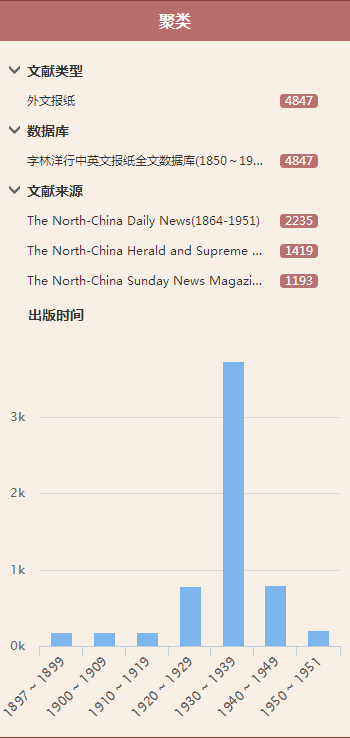 聚类
文献类型
外文报纸 4847
数据库
字林洋行中英文报纸全文数据库(1850～19... 4847
文献来源
The North-China Daily News(1864-1951) 2235
The North-China Herald and Supreme ... 1419
The North-China Sunday News Magazi... 1193
出版时间
3k
2k
1k
0k
1897 ~ 1899
1900 ~ 1909
1910 ~ 1919
1920 ~ 1929
1930 ~ 1939
1940 ~ 1949
1950 ~ 1951